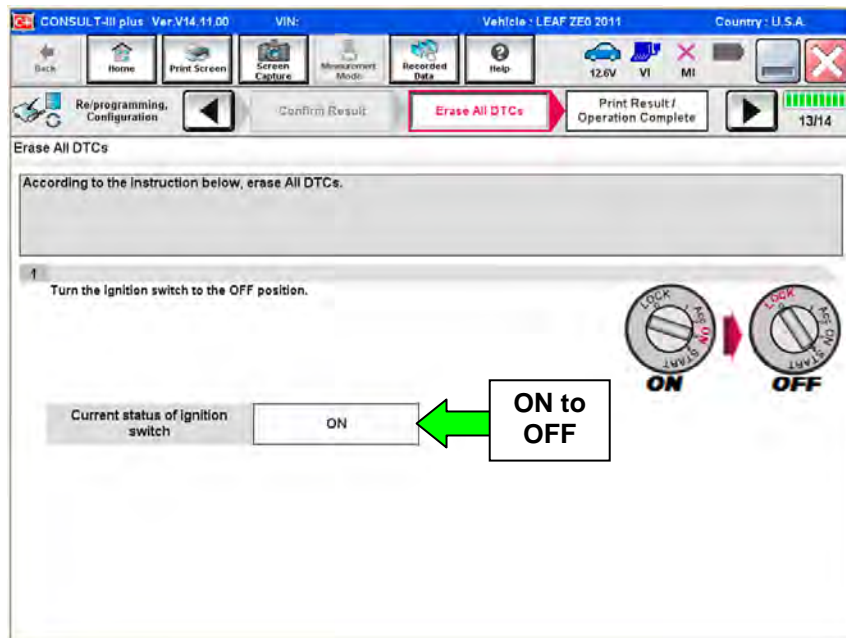 C+ CONSULT-III plus Ver.V14.11.00 VIN: Vehicle : LEAF ZE0 2011 Country : U.S.A.
Back
Home
Print Screen
Screen
Capture
Measurement
Mode
Recorded
Data
Help
12.6V
VI
MI
Re/programming,
Configuration
Confirm Result
Erase All DTCs
Print Result /
Operation Complete
13/14
Erase All DTCs
According to the instruction below, erase All DTCs.
1
Turn the ignition switch to the OFF position.
LOCK
Acc
ON
START
ON
LOCK
Acc
ON
START
OFF
Current status of ignition
switch
ON
ON to
OFF